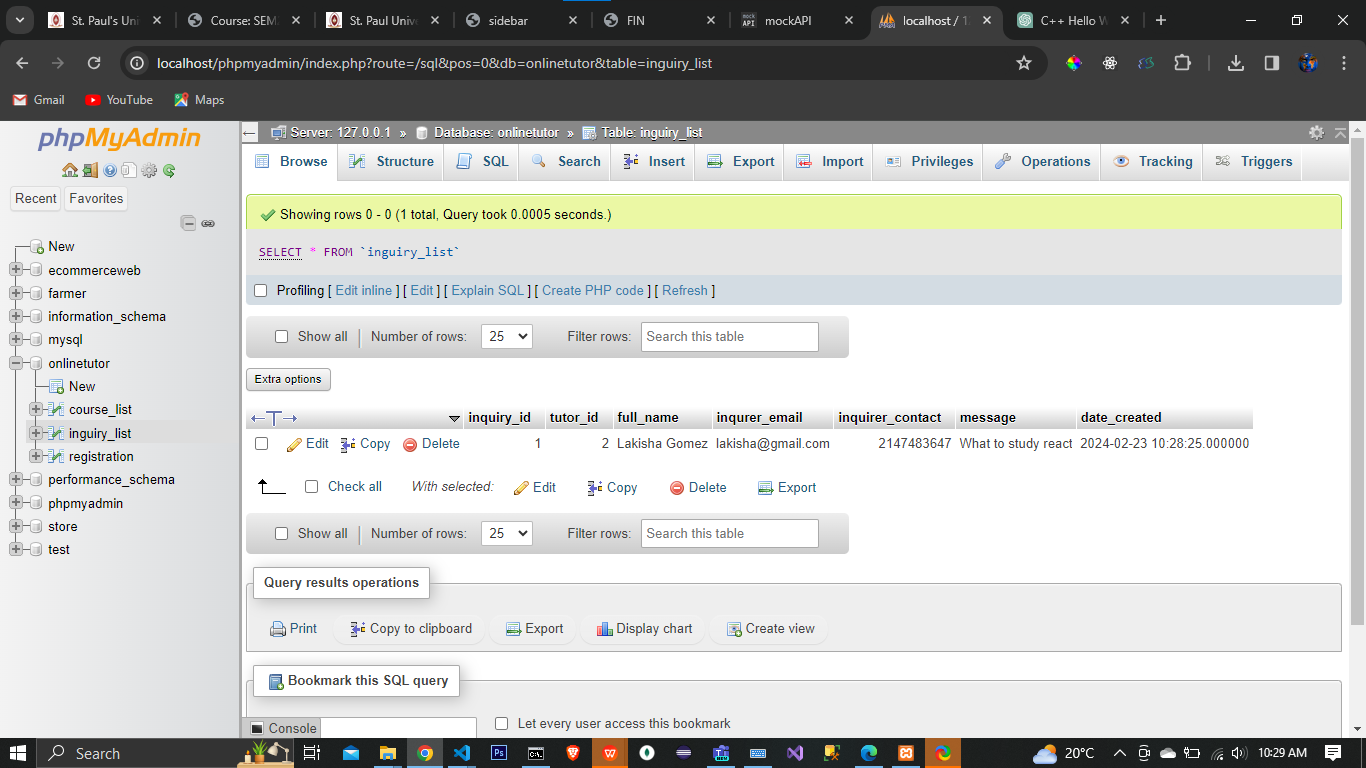 St. Paul's Uni
Course: SEM
St. Paul Unive
sidebar
FIN
mockAPI
localhost / 12
C++ Hello W
localhost/phpmyadmin/index.php?route=/sql&pos=0&db=onlinetutor&table=inguiry_list
Gmail
YouTube
Maps
phpMyAdmin
Recent
Favorites
New
ecommerceweb
farmer
information_schema
mysql
onlinetutor
New
course_list
inguiry_list
registration
performance_schema
phpmyadmin
store
test
Server: 127.0.0.1 » Database: onlinetutor » Table: inguiry_list
Browse Structure SQL Search Insert Export Import Privileges Operations Tracking Triggers
Showing rows 0 - 0 (1 total, Query took 0.0005 seconds.)
SELECT * FROM `inguiry_list`
Profiling [ Edit inline ] [ Edit ] [ Explain SQL ] [ Create PHP code ] [ Refresh ]
Show all Number of rows: 25 Filter rows: Search this table
Extra options
inquiry_id tutor_id full_name inqurer_email inquirer_contact message date_created
Edit Copy Delete 1 2 Lakisha Gomez lakisha@gmail.com 2147483647 What to study react 2024-02-23 10:28:25.000000
Check all With selected: Edit Copy Delete Export
Show all Number of rows: 25 Filter rows: Search this table
Query results operations
Print Copy to clipboard Export Display chart Create view
Bookmark this SQL query
Console
Let every user access this bookmark
Search
20°C
10:29 AM